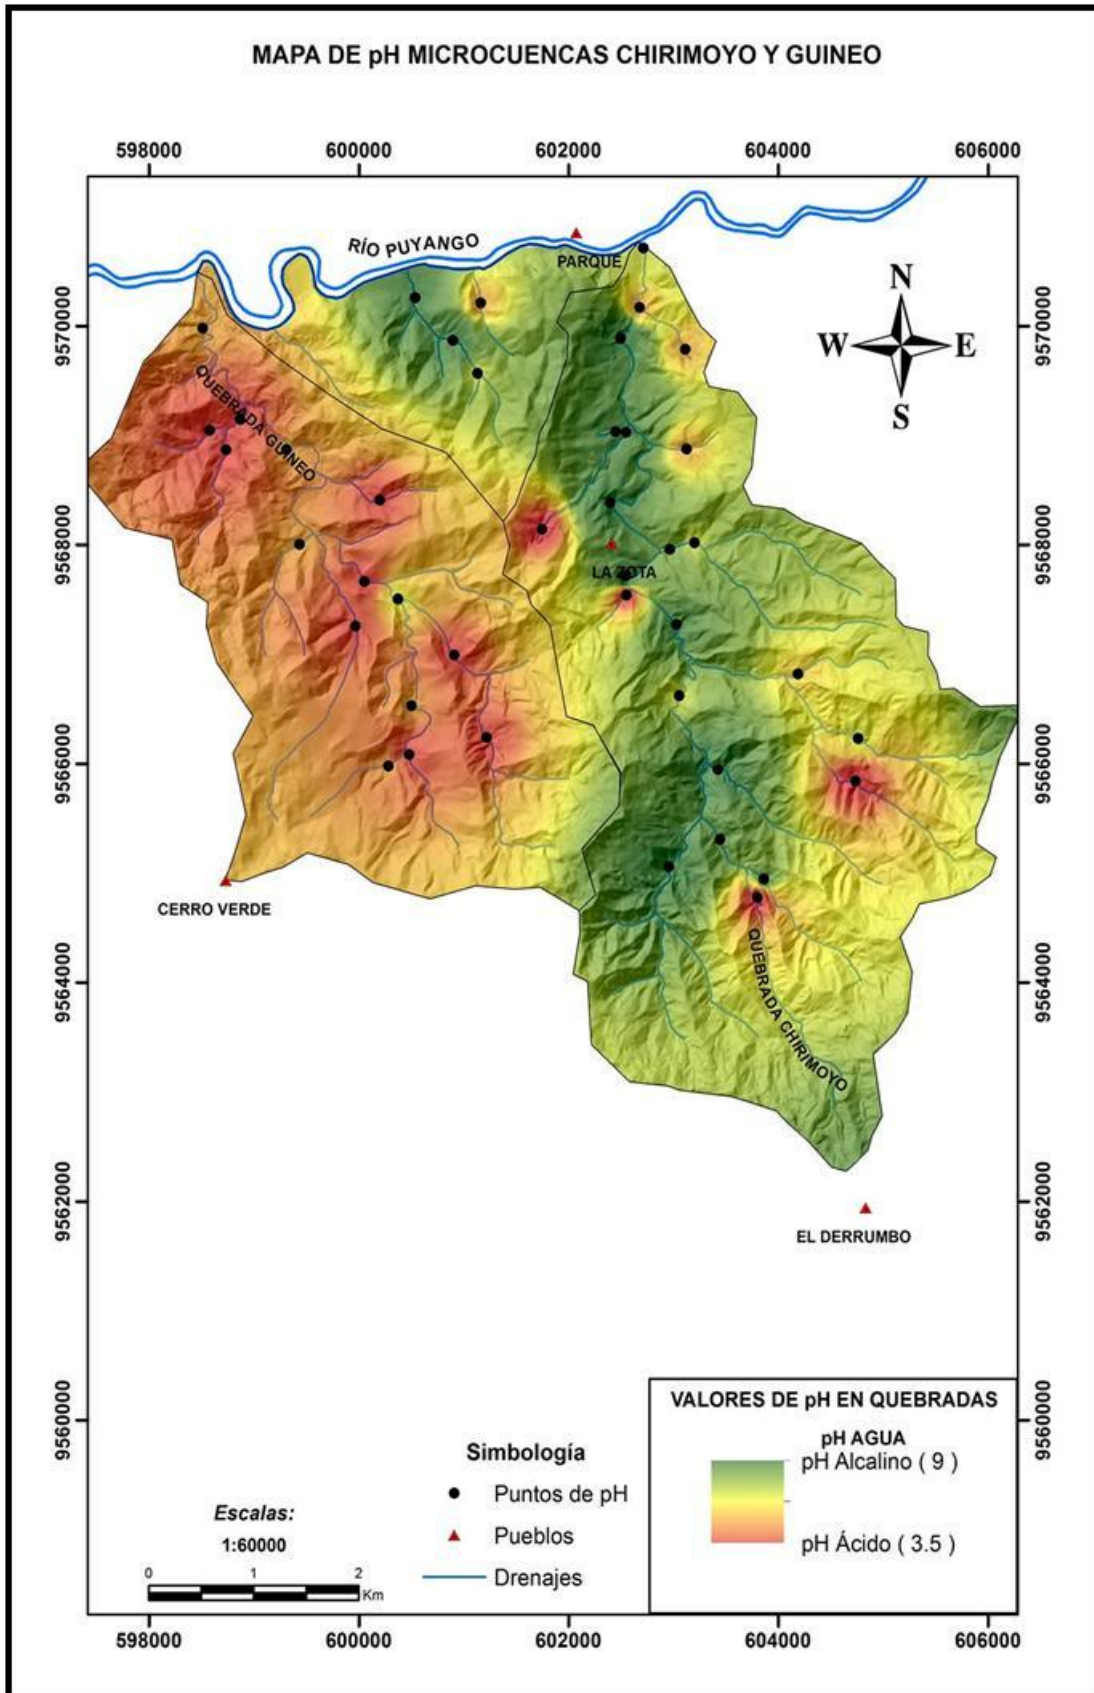 MAPA DE pH MICROCUENCAS CHIRIMOYO Y GUINEO
598000 600000 602000 604000 606000
RÍO PUYANGO
PARQUE
N
W E
S
9570000 9570000
QUEBRADA GUINEO
9568000 9568000
LA ZOTA
9566000 9566000
CERRO VERDE
9564000 9564000
QUEBRADA CHIRIMOYO
9562000 9562000
EL DERRUMBO
9560000 9560000
VALORES DE pH EN QUEBRADAS
pH AGUA
pH Alcalino ( 9 )
pH Ácido ( 3.5 )
Simbología
Puntos de pH
Pueblos
Drenajes
Escalas:
1:60000
0 1 2
Km
598000 600000 602000 604000 606000